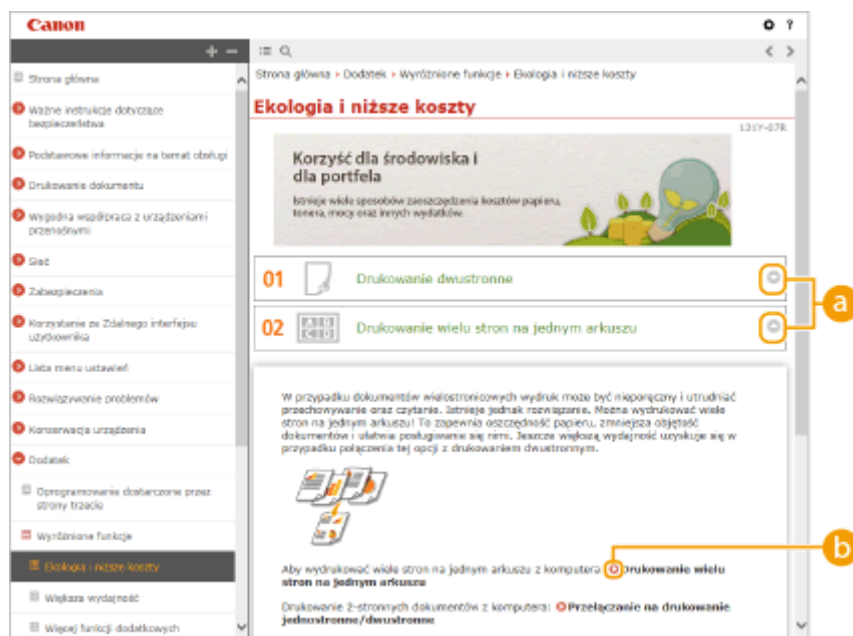 Canon
?
+ −
Strona główna
Ważne instrukcje dotyczące
bezpieczeństwa
Podstawowe informacje na temat obsługi
Drukowanie dokumentu
Wygodna współpraca z urządzeniami
przenośnymi
Sieć
Zabezpieczenia
Korzystanie ze Zdalnego interfejsu
użytkownika
Lista menu ustawień
Rozwiązywanie problemów
Konserwacja urządzenia
Dodatek
Oprogramowanie dostarczone przez
strony trzecie
Wyróżnione funkcje
Ekologia i niższe koszty
Większa wydajność
Więcej funkcji dodatkowych
Strona główna › Dodatek › Wyróżnione funkcje › Ekologia i niższe koszty
Ekologia i niższe koszty
121Y-07R
Korzyść dla środowiska i
dla portfela
Istnieje wiele sposobów zaoszczędzenia kosztów papieru,
tonera, mocy oraz innych wydatków.
01 Drukowanie dwustronne
02 Drukowanie wielu stron na jednym arkuszu
a
W przypadku dokumentów wielostronicowych wydruk może być nieporęczny i utrudniać
przechowywanie oraz czytanie. Istnieje jednak rozwiązanie. Można wydrukować wiele
stron na jednym arkuszu! To zapewnia oszczędność papieru, zmniejsza objętość
dokumentów i ułatwia posługiwanie się nimi. Jeszcze większą wydajność uzyskuje się w
przypadku połączenia tej opcji z drukowaniem dwustronnym.
b
Aby wydrukować wiele stron na jednym arkuszu z komputera Drukowanie wielu
stron na jednym arkuszu
Drukowanie 2-stronnych dokumentów z komputera: Przełączanie na drukowanie
jednostronne/dwustronne